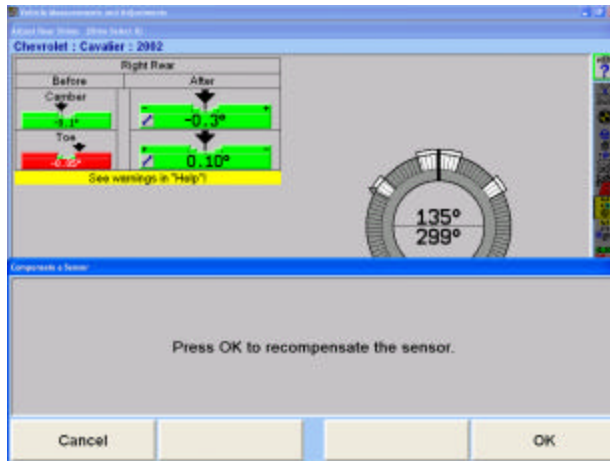 Vehicle Measurements and Adjustments
Chevrolet : Cavalier : 2002
Right Rear
Before After
Camber
-0.3°
Toe
0.10°
See warnings in "Help"!
135°
299°
Compensate a Sensor
Press OK to recompensate the sensor.
Cancel OK